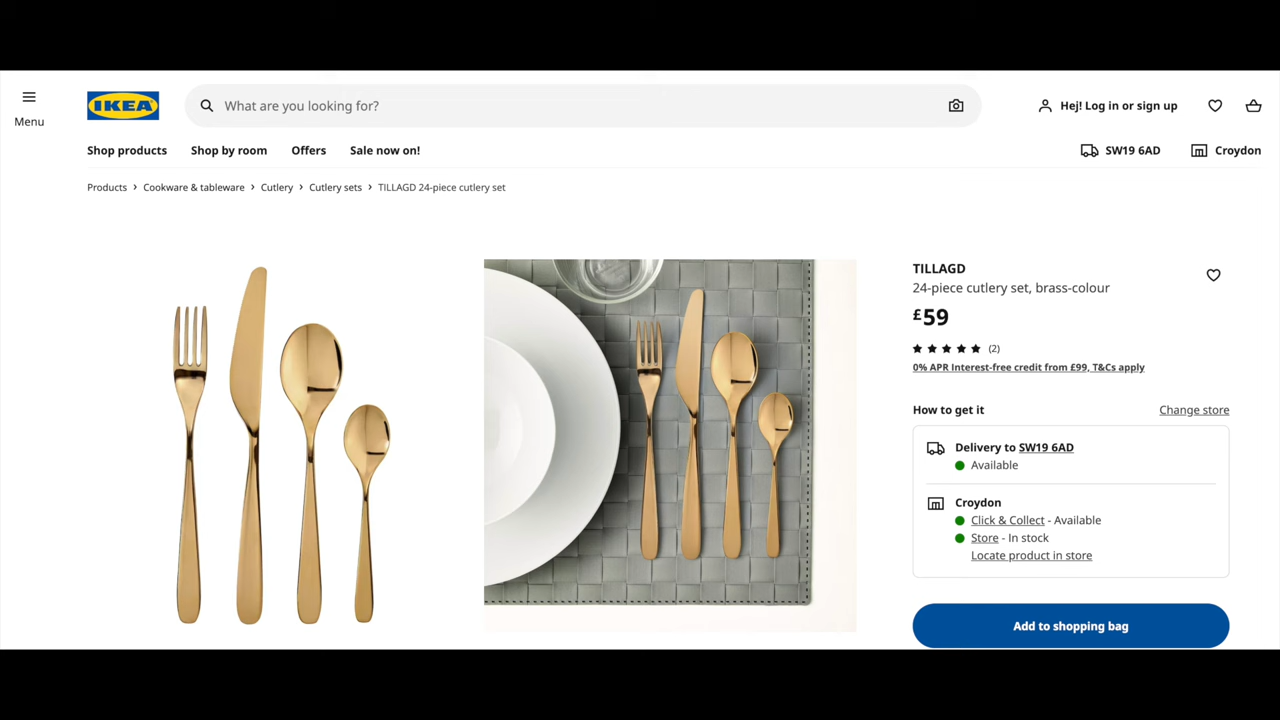 Menu
IKEA
What are you looking for?
Hej! Log in or sign up
Shop products
Shop by room
Offers
Sale now on!
SW19 6AD
Croydon
Products > Cookware & tableware > Cutlery > Cutlery sets > TILLAGD 24-piece cutlery set
TILLAGD
24-piece cutlery set, brass-colour
£59
(2)
0% APR Interest-free credit from £99, T&Cs apply
How to get it
Change store
Delivery to SW19 6AD
Available
Croydon
Click & Collect - Available
Store - In stock
Locate product in store
Add to shopping bag